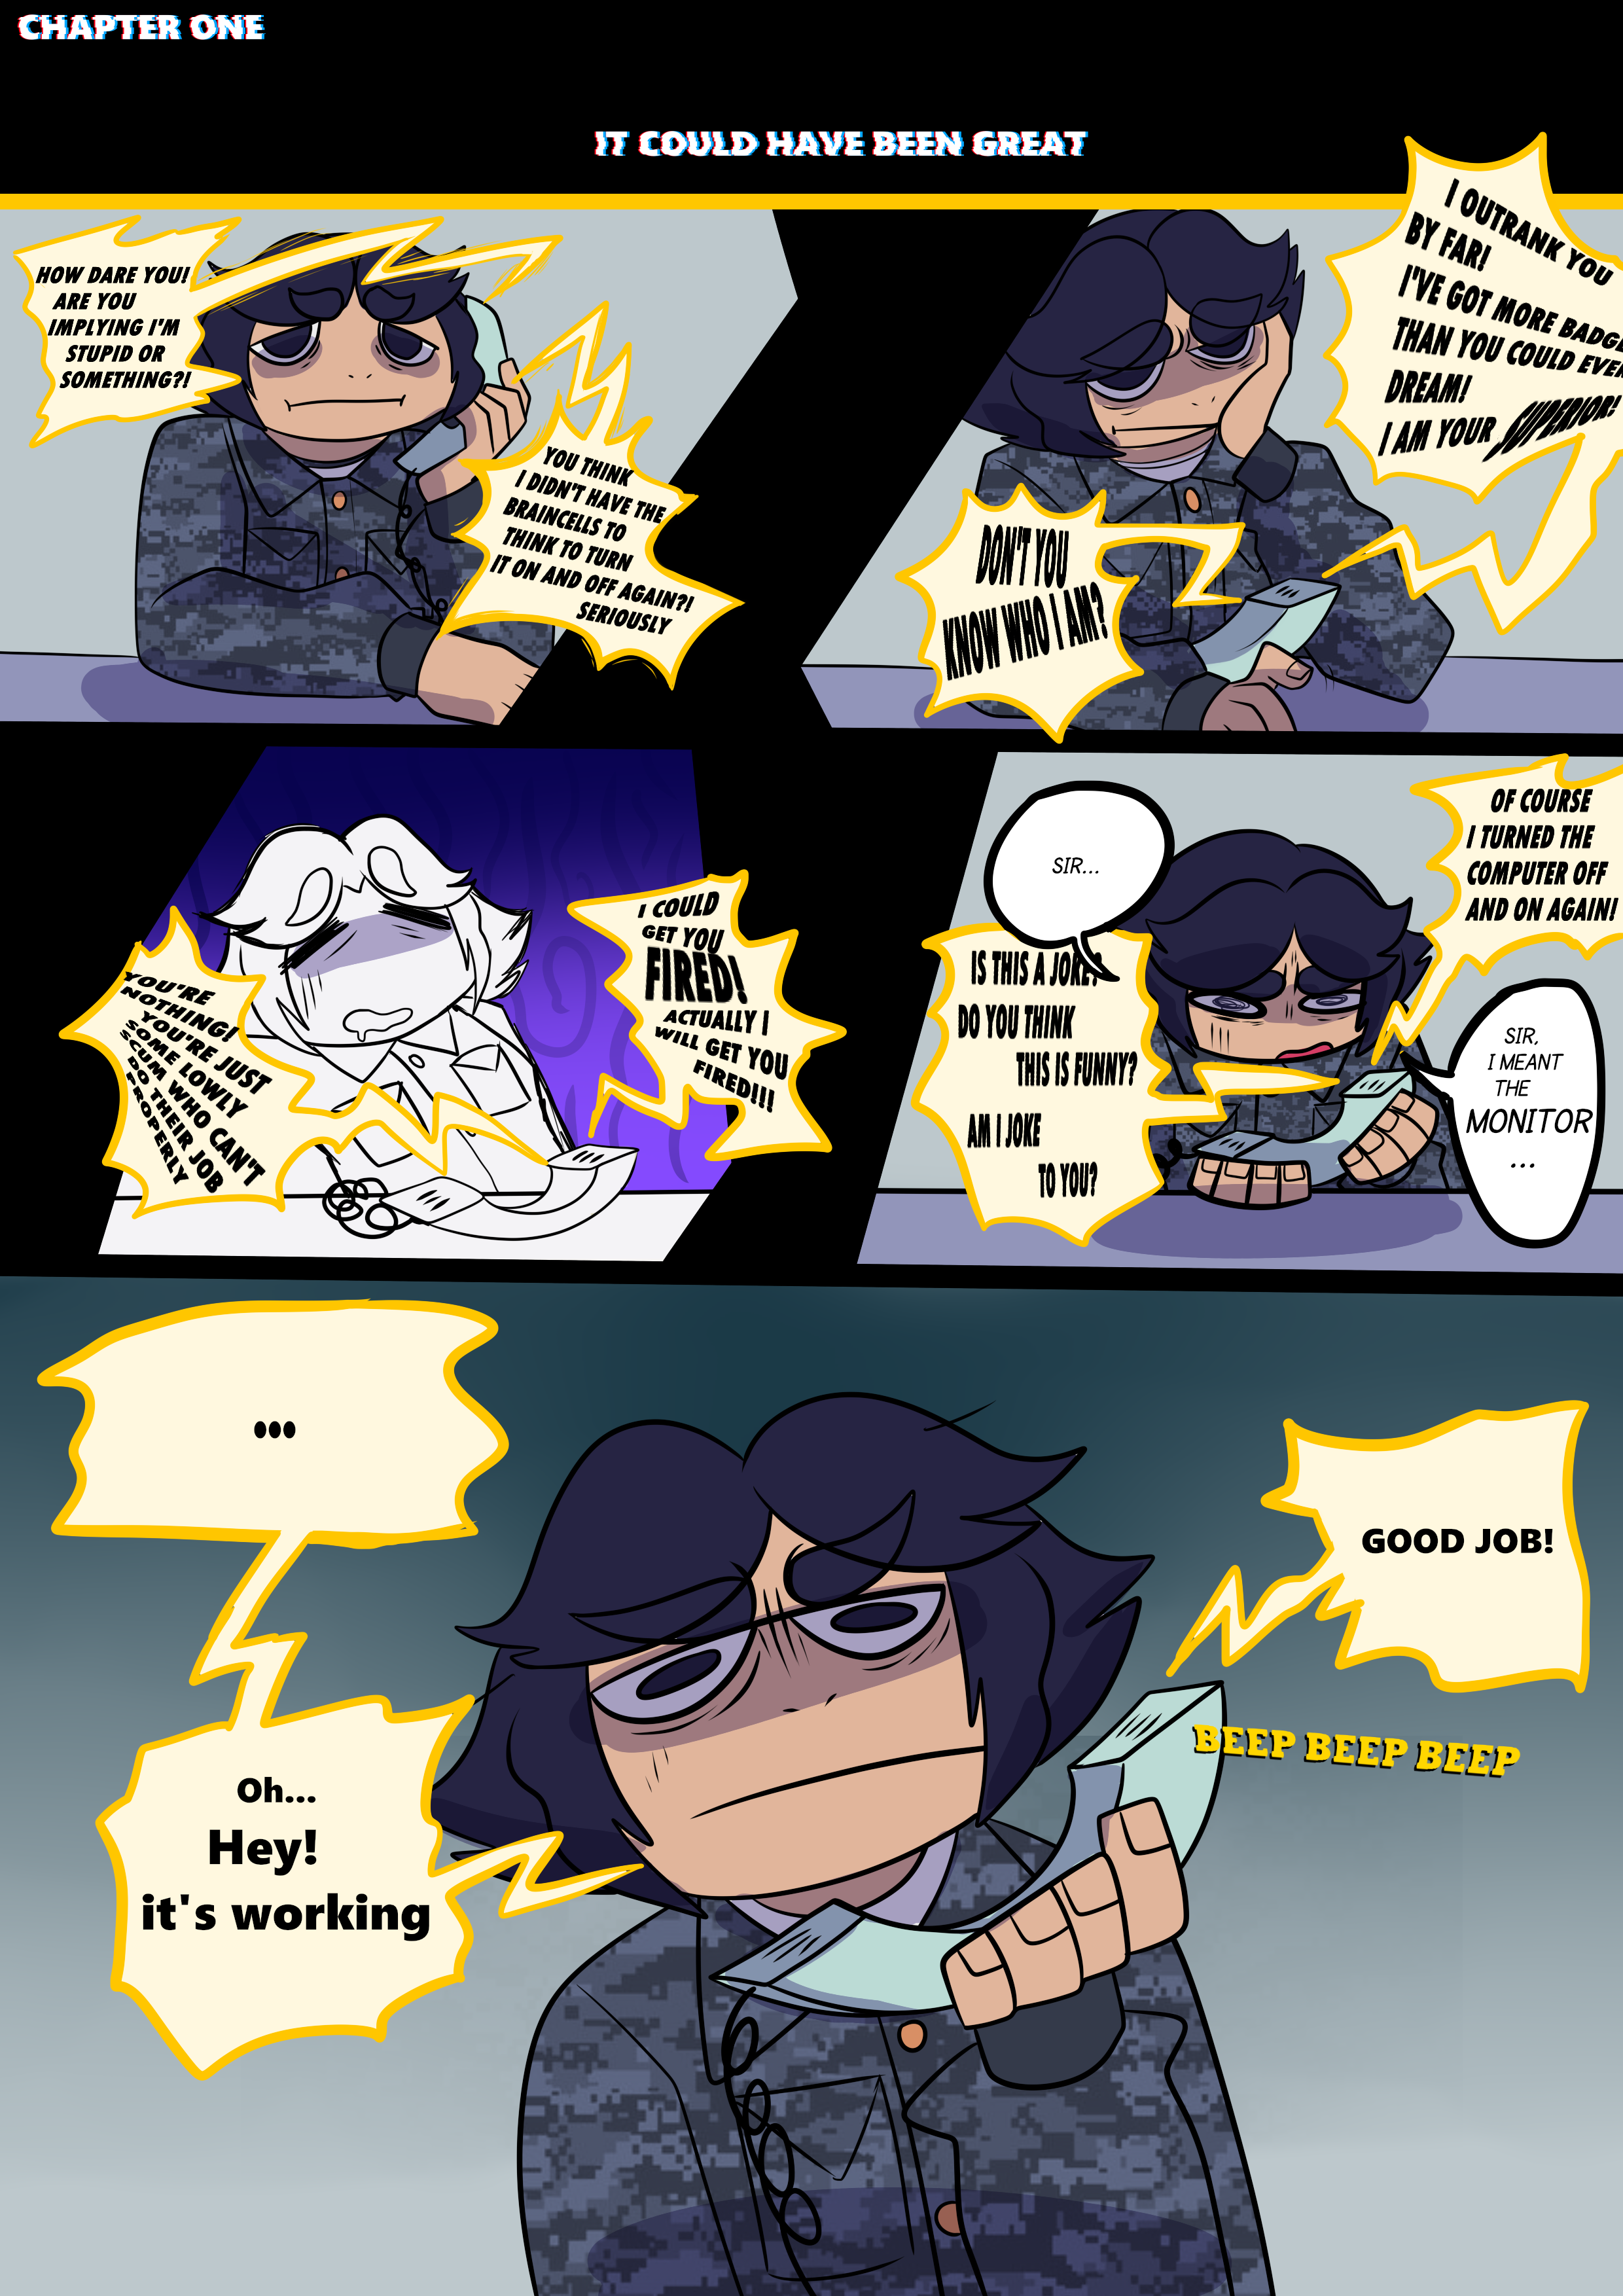 CHAPTER ONE
IT COULD HAVE BEEN GREAT
HOW DARE YOU!
ARE YOU
IMPLYING I'M
STUPID OR
SOMETHING?!
YOU THINK
I DIDN'T HAVE THE
BRAINCELLS TO
THINK TO TURN
IT ON AND OFF AGAIN?!
SERIOUSLY
I OUTRANK YOU
BY FAR!
I'VE GOT MORE BADGE
THAN YOU COULD EVER
DREAM!
I AM YOUR SUPERIOR!
DON'T YOU
KNOW WHO I AM?
YOU'RE
NOTHING!
YOU'RE JUST
SOME LOWLY
SCUM WHO CAN'T
DO THEIR JOB
PROPERLY
I COULD
GET YOU
FIRED!
ACTUALLY I
WILL GET YOU
FIRED!!!
SIR...
IS THIS A JOKE?
DO YOU THINK
THIS IS FUNNY?
AM I JOKE
TO YOU?
OF COURSE
I TURNED THE
COMPUTER OFF
AND ON AGAIN!
SIR,
I MEANT
THE
MONITOR
...
...
Oh...
Hey!
it's working
GOOD JOB!
BEEP BEEP BEEP